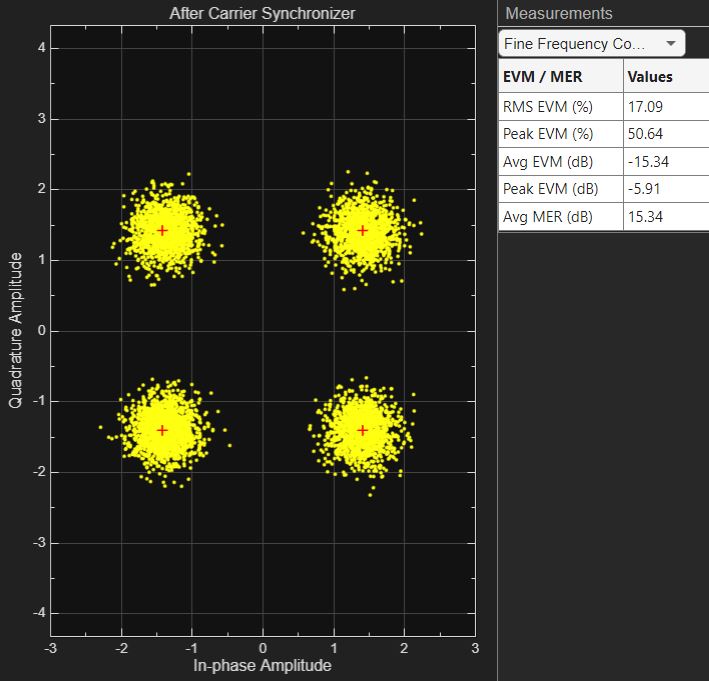 After Carrier Synchronizer
4
3
2
1
0
-1
-2
-3
-4
Quadrature Amplitude
-3 -2 -1 0 1 2 3
In-phase Amplitude
Measurements
Fine Frequency Co...
EVM / MER Values
RMS EVM (%) 17.09
Peak EVM (%) 50.64
Avg EVM (dB) -15.34
Peak EVM (dB) -5.91
Avg MER (dB) 15.34